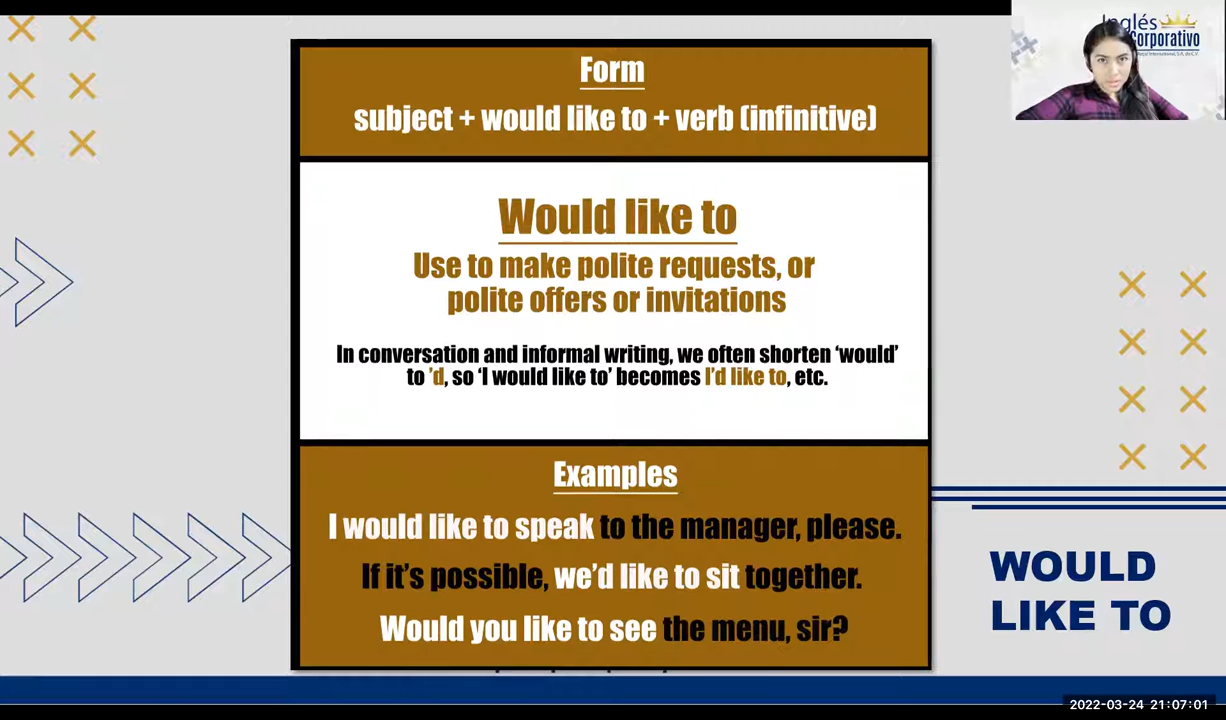 Inglés
Corporativo
Form
subject + would like to + verb (infinitive)
Would like to
Use to make polite requests, or
polite offers or invitations
In conversation and informal writing, we often shorten ‘would’
to ’d, so ‘I would like to’ becomes I’d like to, etc.
Examples
I would like to speak to the manager, please.
If it’s possible, we’d like to sit together.
Would you like to see the menu, sir?
WOULD
LIKE TO
2022-03-24 21:07:01